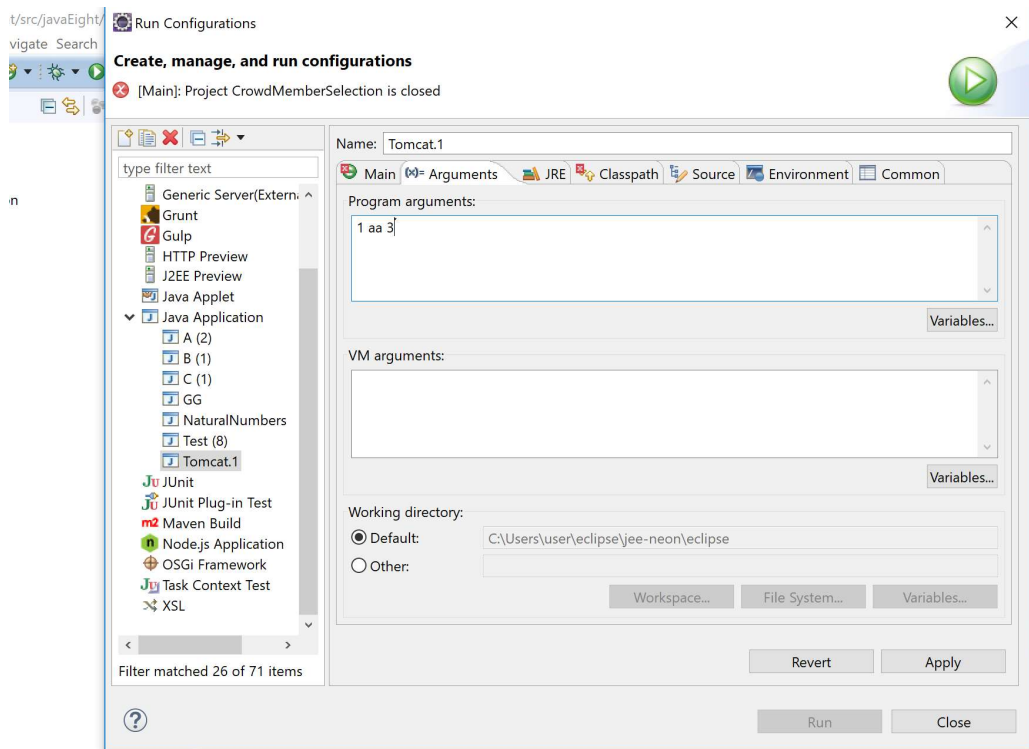 t/src/javaEight/
Run Configurations
vigate Search
Create, manage, and run configurations
[Main]: Project CrowdMemberSelection is closed
on
type filter text
Generic Server(Externa
Grunt
Gulp
HTTP Preview
J2EE Preview
Java Applet
Java Application
A (2)
B (1)
C (1)
GG
NaturalNumbers
Test (8)
Tomcat.1
JUnit
JUnit Plug-in Test
m2 Maven Build
Node.js Application
OSGi Framework
Task Context Test
XSL
Filter matched 26 of 71 items
Name: Tomcat.1
Main (x)= Arguments JRE Classpath Source Environment Common
Program arguments:
1 aa 3
Variables...
VM arguments:
Variables...
Working directory:
Default: C:\Users\user\eclipse\jee-neon\eclipse
Other:
Workspace... File System... Variables...
Revert Apply
Run Close